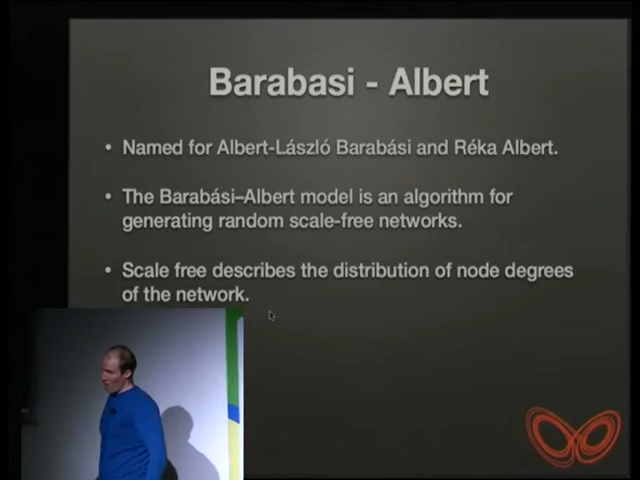 Barabasi - Albert
• Named for Albert-László Barabási and Réka Albert.
• The Barabási–Albert model is an algorithm for
generating random scale-free networks.
• Scale free describes the distribution of node degrees
of the network.